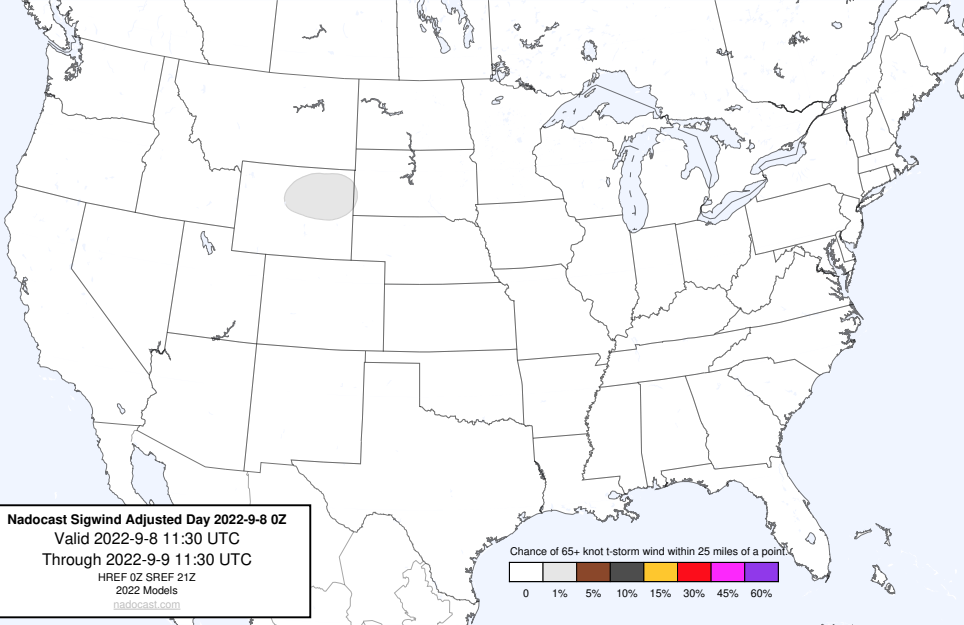 Nadocast Sigwind Adjusted Day 2022-9-8 0Z
Valid 2022-9-8 11:30 UTC
Through 2022-9-9 11:30 UTC
HREF 0Z SREF 21Z
2022 Models
nadocast.com
Chance of 65+ knot t-storm wind within 25 miles of a point.
0 1% 5% 10% 15% 30% 45% 60%